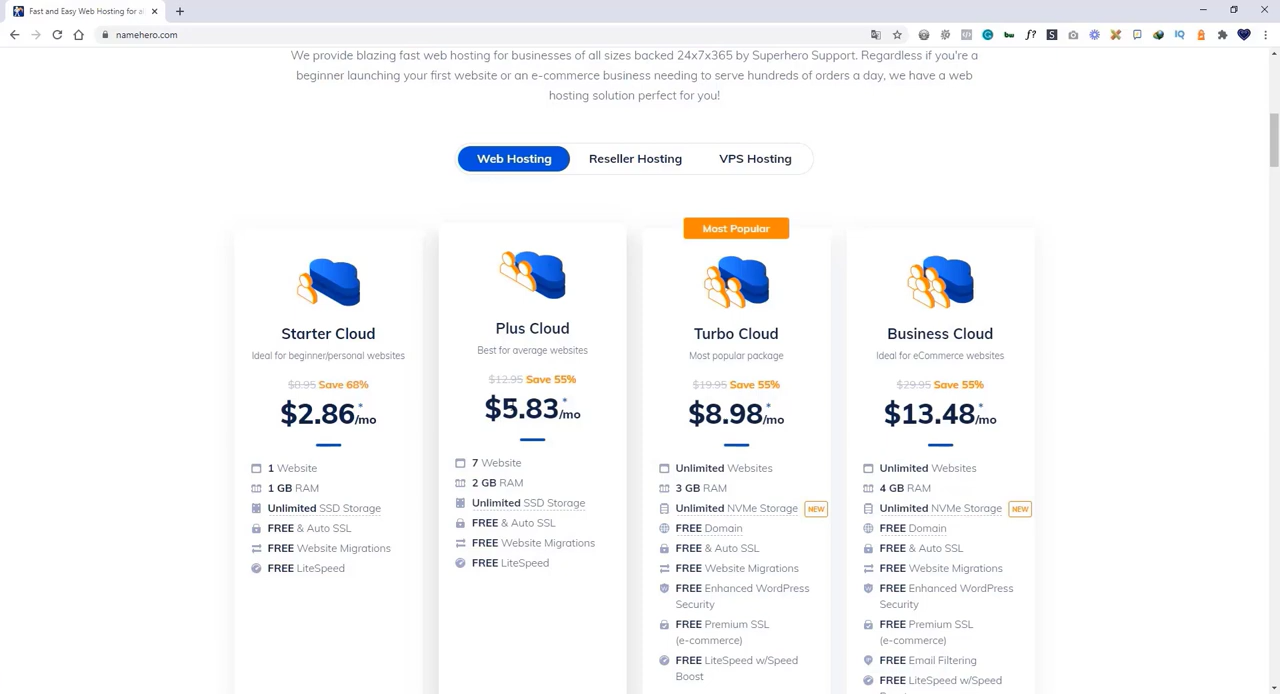 Fast and Easy Web Hosting for al
namehero.com
We provide blazing fast web hosting for businesses of all sizes backed 24x7x365 by Superhero Support. Regardless if you're a
beginner launching your first website or an e-commerce business needing to serve hundreds of orders a day, we have a web
hosting solution perfect for you!
Web Hosting
Reseller Hosting
VPS Hosting
Starter Cloud
Ideal for beginner/personal websites
$8.95 Save 68%
$2.86*/mo
1 Website
1 GB RAM
Unlimited SSD Storage
FREE & Auto SSL
FREE Website Migrations
FREE LiteSpeed
Plus Cloud
Best for average websites
$12.95 Save 55%
$5.83*/mo
7 Website
2 GB RAM
Unlimited SSD Storage
FREE & Auto SSL
FREE Website Migrations
FREE LiteSpeed
Most Popular
Turbo Cloud
Most popular package
$19.95 Save 55%
$8.98*/mo
Unlimited Websites
3 GB RAM
Unlimited NVMe Storage NEW
FREE Domain
FREE & Auto SSL
FREE Website Migrations
FREE Enhanced WordPress
Security
FREE Premium SSL
(e-commerce)
FREE LiteSpeed w/Speed
Boost
Business Cloud
Ideal for eCommerce websites
$29.95 Save 55%
$13.48*/mo
Unlimited Websites
4 GB RAM
Unlimited NVMe Storage NEW
FREE Domain
FREE & Auto SSL
FREE Website Migrations
FREE Enhanced WordPress
Security
FREE Premium SSL
(e-commerce)
FREE Email Filtering
FREE LiteSpeed w/Speed